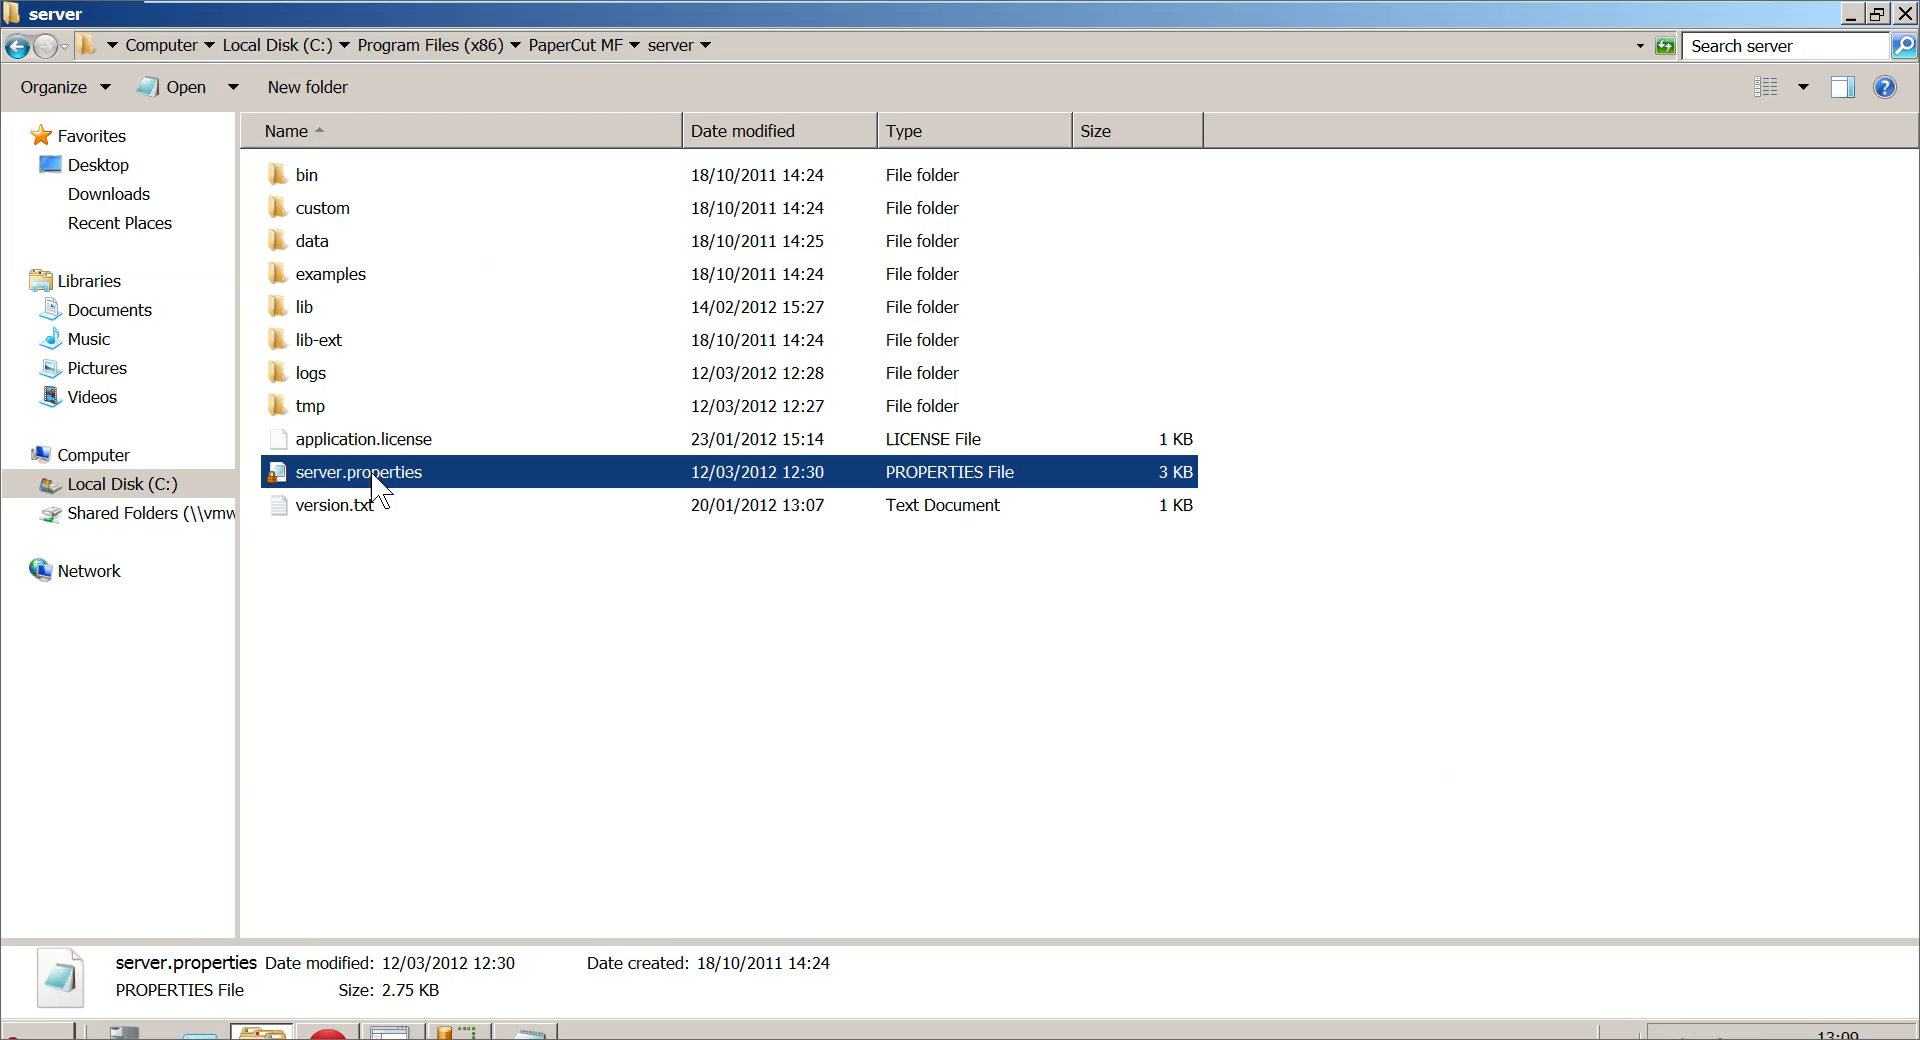 server
Computer Local Disk (C:) Program Files (x86) PaperCut MF server Search server
Organize Open New folder
Favorites
Desktop
Downloads
Recent Places
Libraries
Documents
Music
Pictures
Videos
Computer
Local Disk (C:)
Shared Folders (\\vmw
Network
Name Date modified Type Size
bin 18/10/2011 14:24 File folder
custom 18/10/2011 14:24 File folder
data 18/10/2011 14:25 File folder
examples 18/10/2011 14:24 File folder
lib 14/02/2012 15:27 File folder
lib-ext 18/10/2011 14:24 File folder
logs 12/03/2012 12:28 File folder
tmp 12/03/2012 12:27 File folder
application.license 23/01/2012 15:14 LICENSE File 1 KB
server.properties 12/03/2012 12:30 PROPERTIES File 3 KB
version.txt 20/01/2012 13:07 Text Document 1 KB
server.properties Date modified: 12/03/2012 12:30 Date created: 18/10/2011 14:24
PROPERTIES File Size: 2.75 KB
13:09